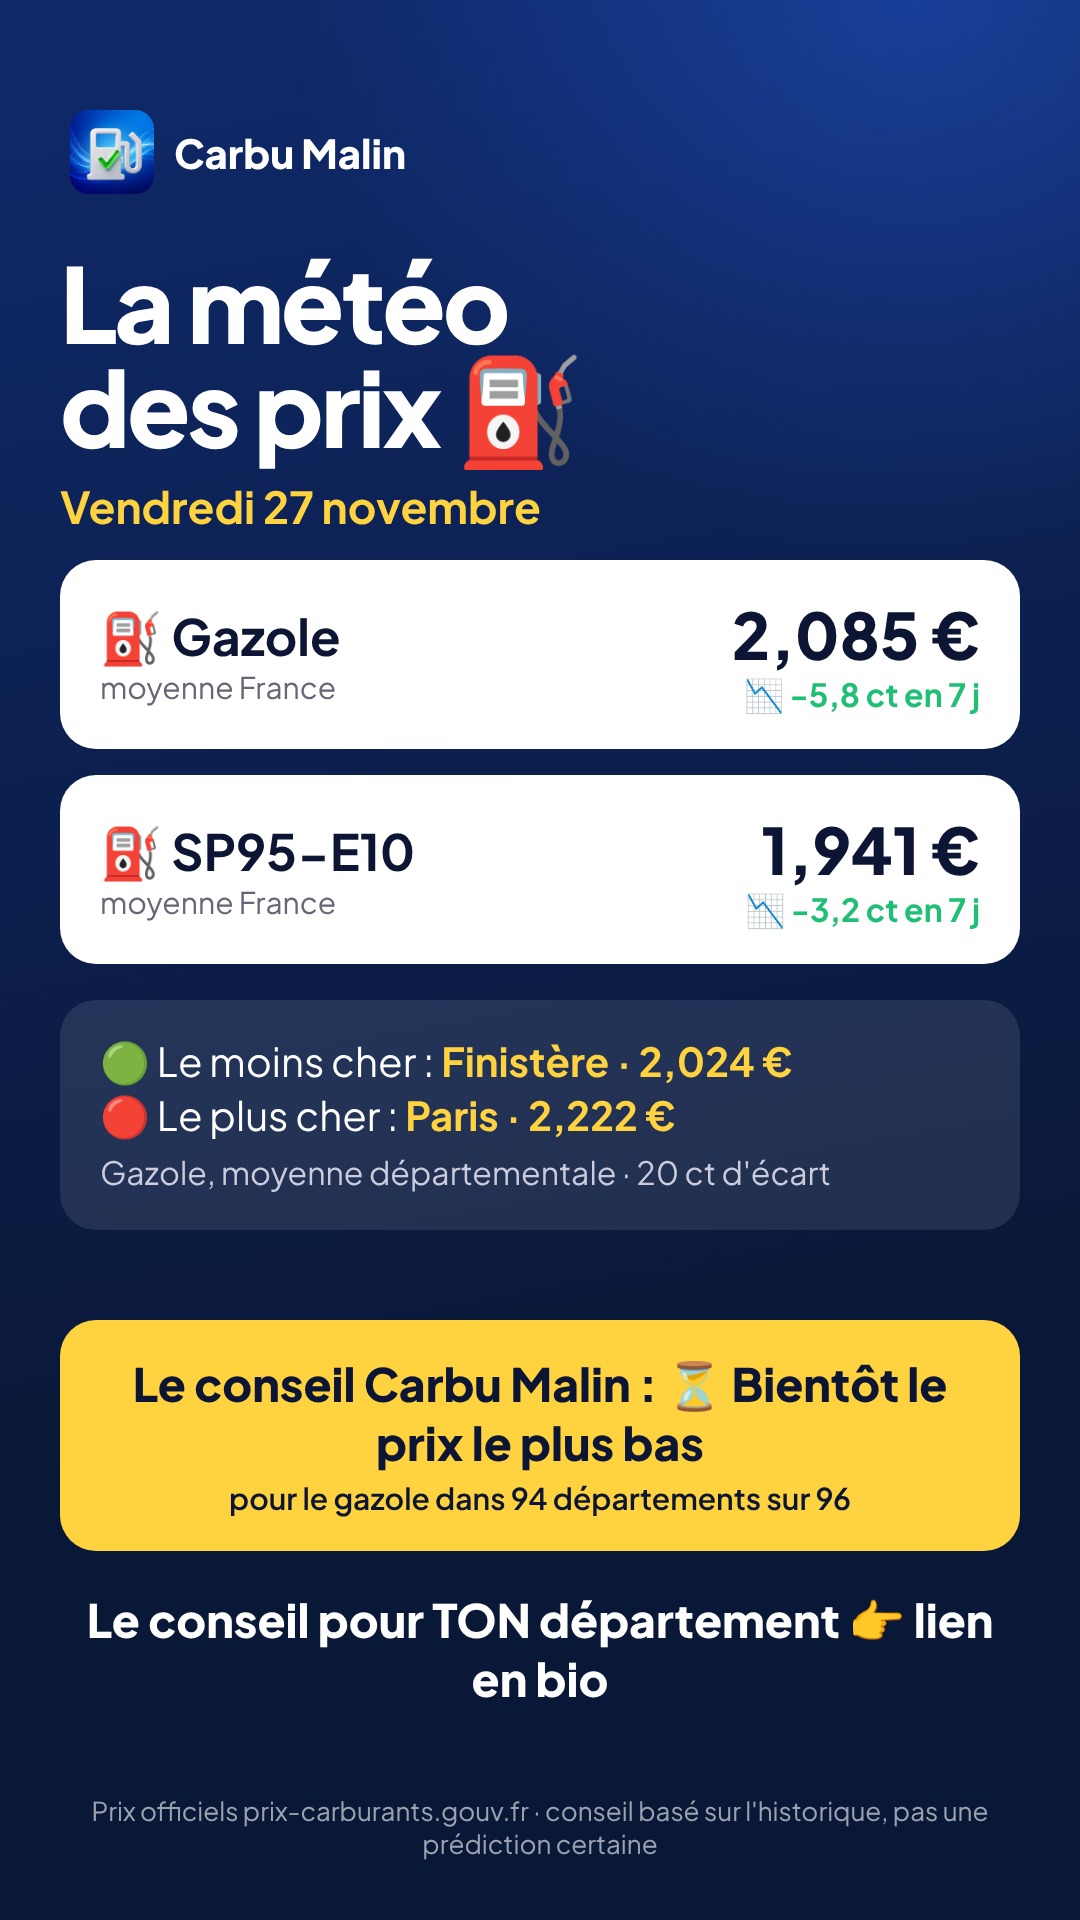 Carbu Malin
La météo
des prix ⛽
Vendredi 27 novembre
⛽ Gazole
2,085 €
moyenne France
📉 -5,8 ct en 7 j
⛽ SP95-E10
1,941 €
moyenne France
📉 -3,2 ct en 7 j
🟢 Le moins cher : Finistère · 2,024 €
🔴 Le plus cher : Paris · 2,222 €
Gazole, moyenne départementale · 20 ct d'écart
Le conseil Carbu Malin : ⏳ Bientôt le
prix le plus bas
pour le gazole dans 94 départements sur 96
Le conseil pour TON département 👉 lien
en bio
Prix officiels prix-carburants.gouv.fr · conseil basé sur l'historique, pas une
prédiction certaine